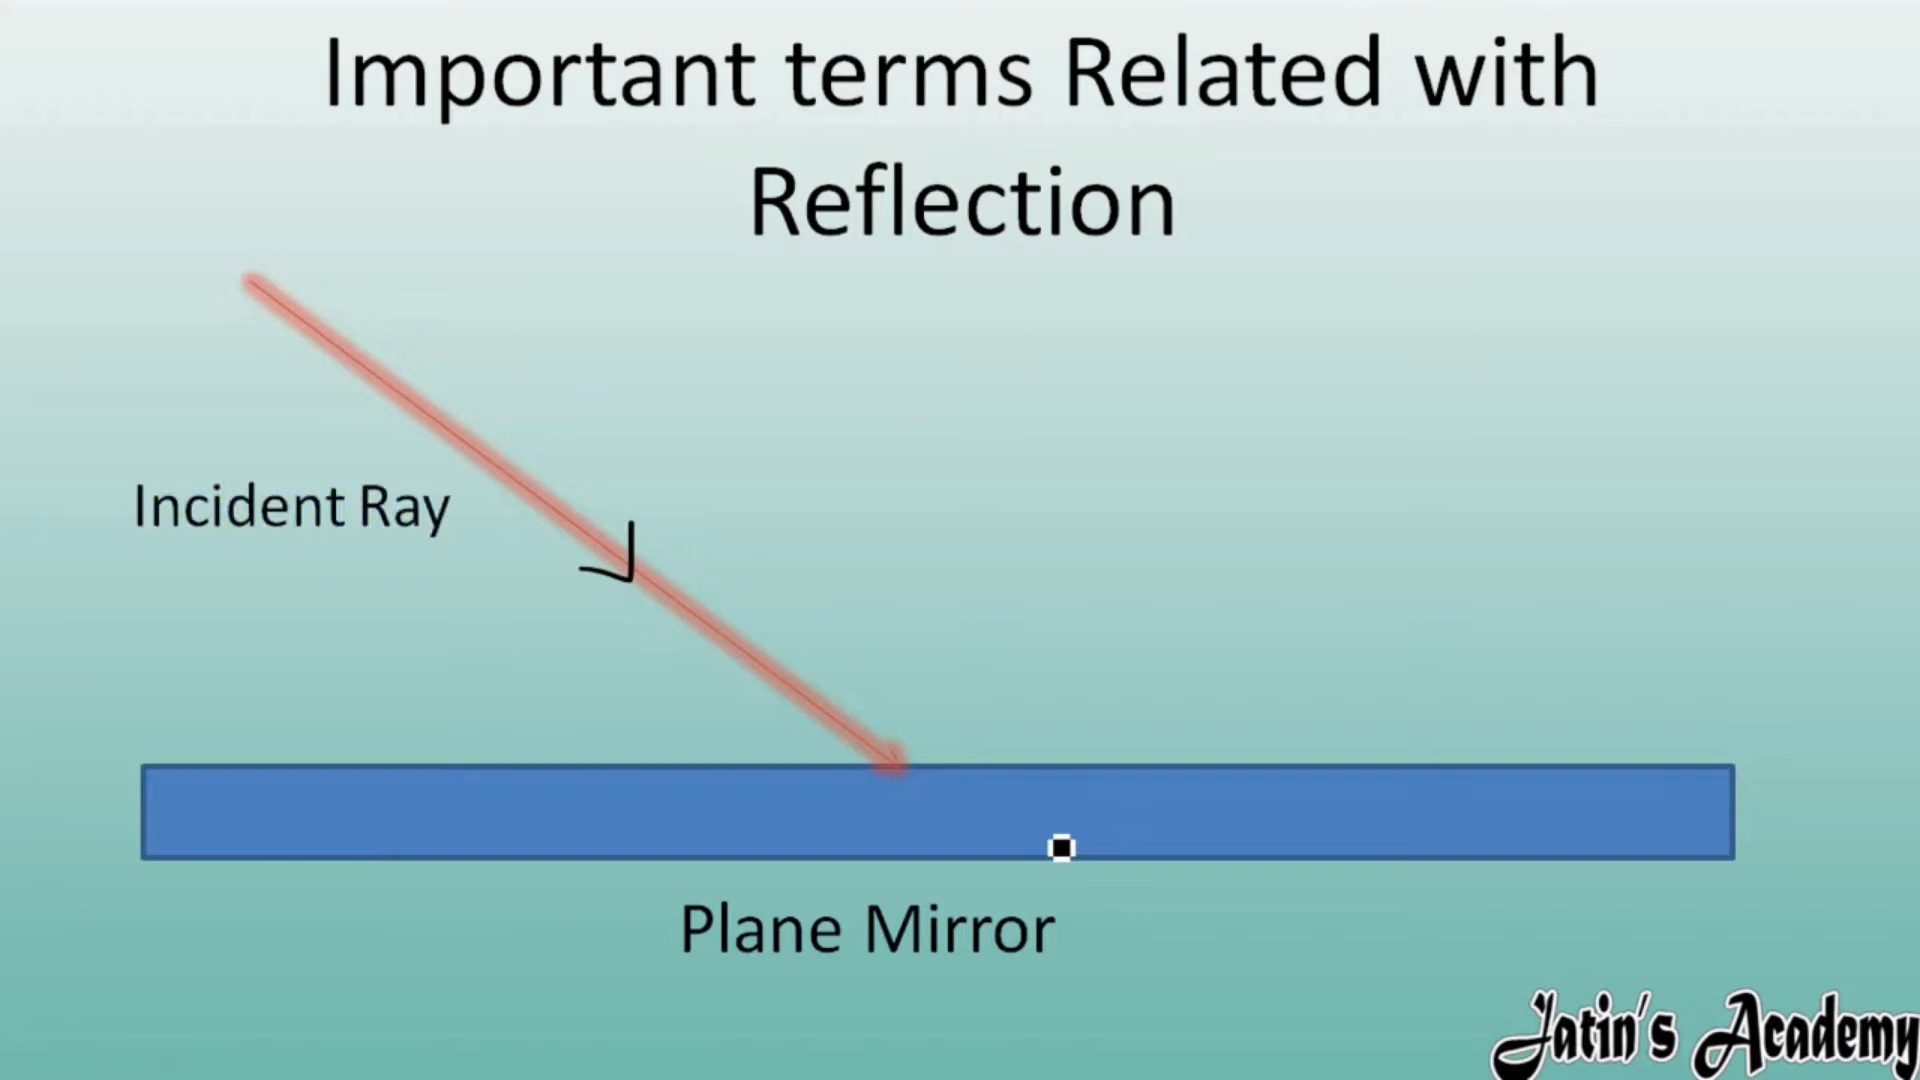 Important terms Related with
Reflection
Incident Ray
Plane Mirror
Jatin's Academy